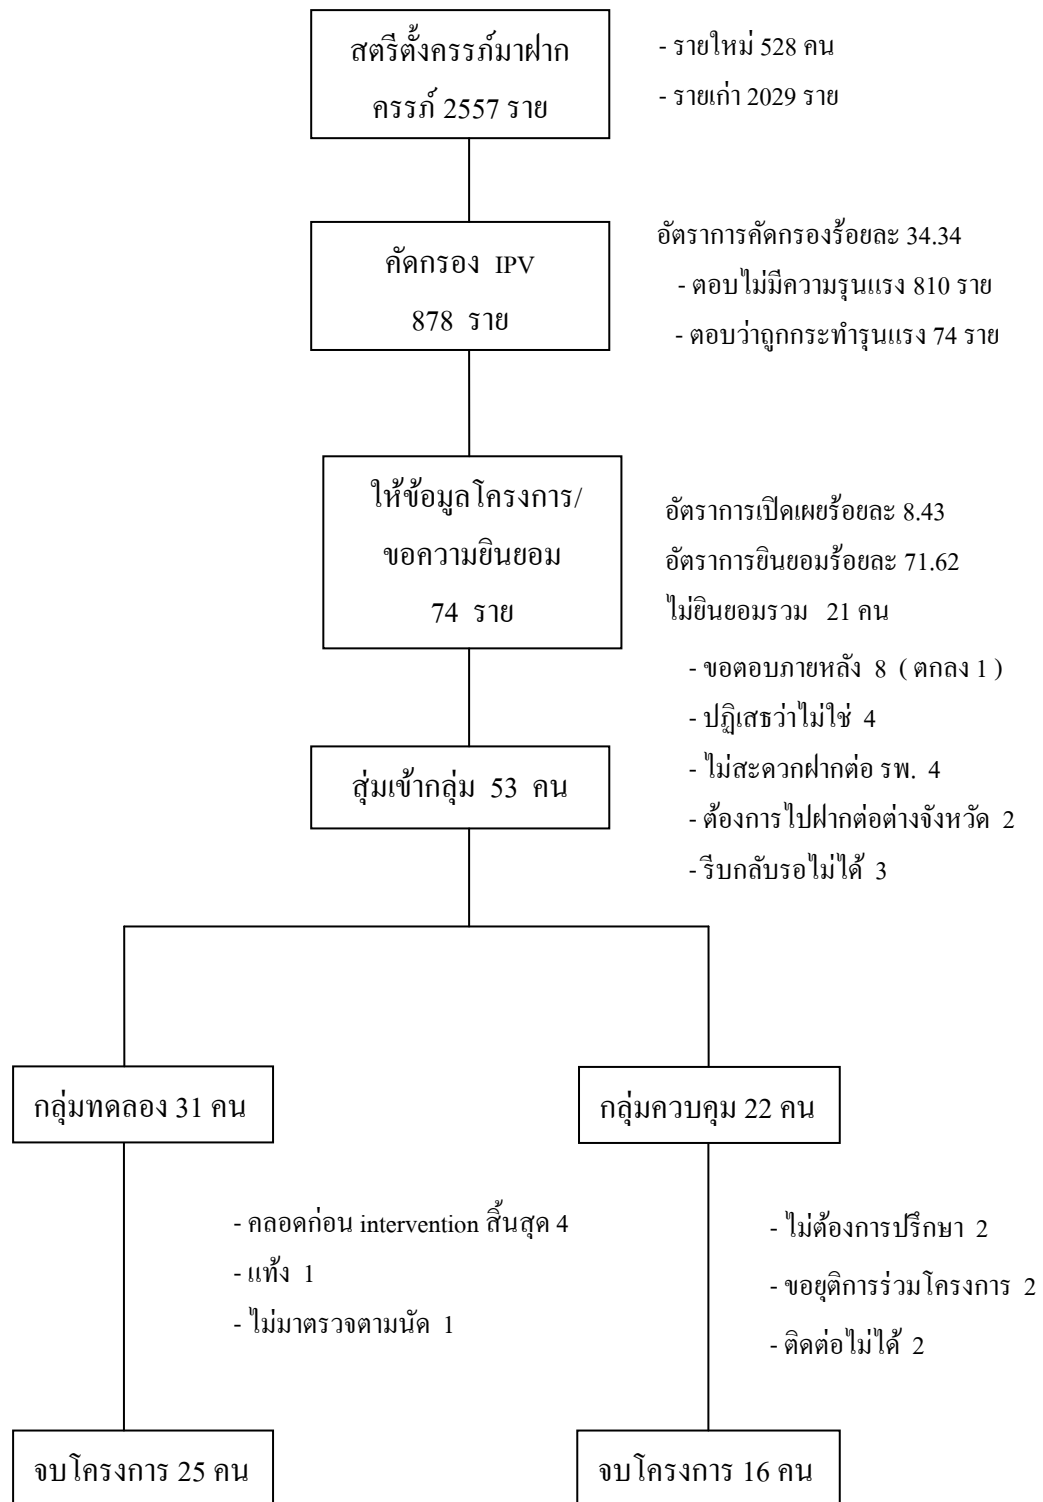 สตรีตั้งครรภ์มาฝาก
ครรภ์ 2557 ราย
- รายใหม่ 528 คน
- รายเก่า 2029 ราย
คัดกรอง IPV
878 ราย
อัตราการคัดกรองร้อยละ 34.34
- ตอบไม่มีความรุนแรง 810 ราย
- ตอบว่าถูกกระทำรุนแรง 74 ราย
ให้ข้อมูลโครงการ/
ขอความยินยอม
74 ราย
อัตราการเปิดเผยร้อยละ 8.43
อัตราการยินยอมร้อยละ 71.62
ไม่ยินยอมรวม 21 คน
- ขอตอบภายหลัง 8 ( ตกลง 1 )
- ปฏิเสธว่าไม่ใช่ 4
- ไม่สะดวกฝากต่อ รพ. 4
- ต้องการไปฝากต่อต่างจังหวัด 2
- รีบกลับรอไม่ได้ 3
สุ่มเข้ากลุ่ม 53 คน
กลุ่มทดลอง 31 คน
กลุ่มควบคุม 22 คน
- คลอดก่อน intervention สิ้นสุด 4
- แท้ง 1
- ไม่มาตรวจตามนัด 1
- ไม่ต้องการปรึกษา 2
- ขอยุติการร่วมโครงการ 2
- ติดต่อไม่ได้ 2
จบโครงการ 25 คน
จบโครงการ 16 คน